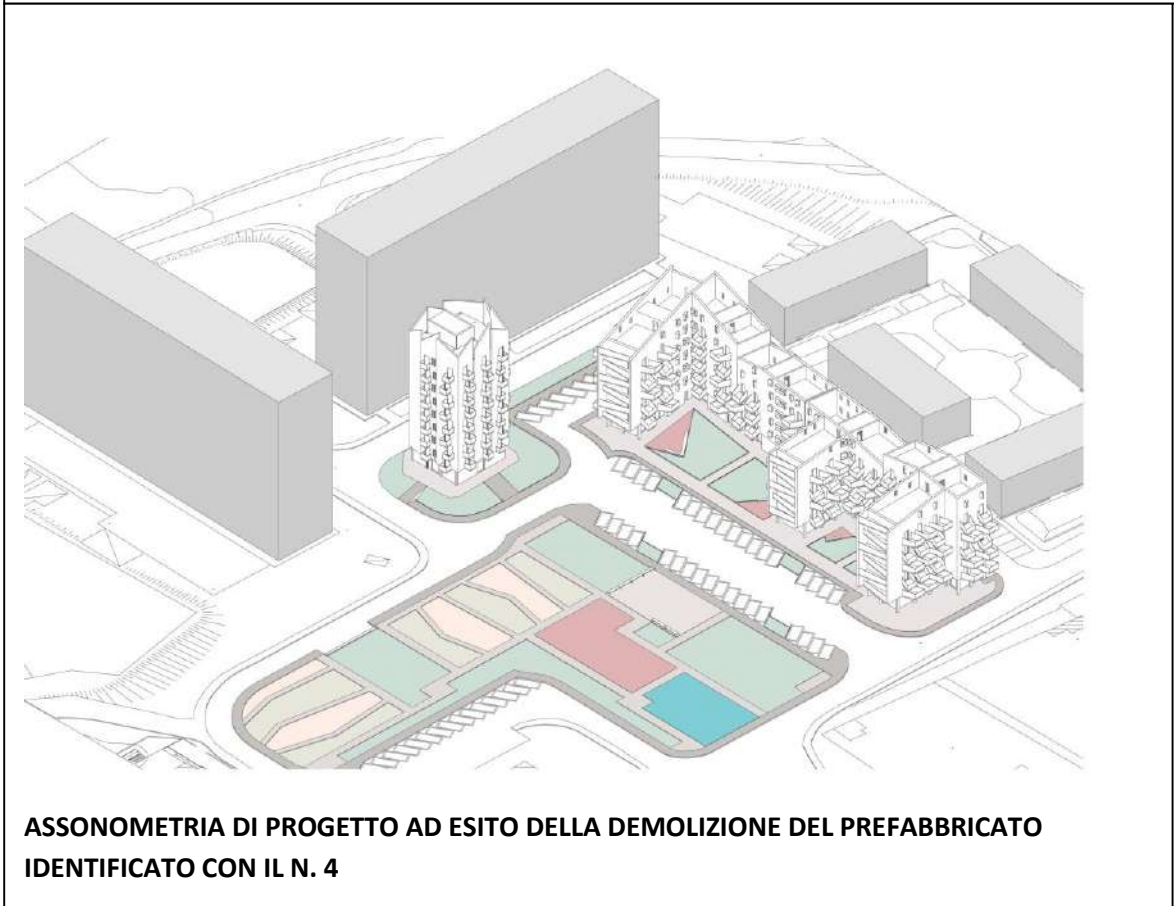 ASSONOMETRIA DI PROGETTO AD ESITO DELLA DEMOLIZIONE DEL PREFABBRICATO
IDENTIFICATO CON IL N. 4